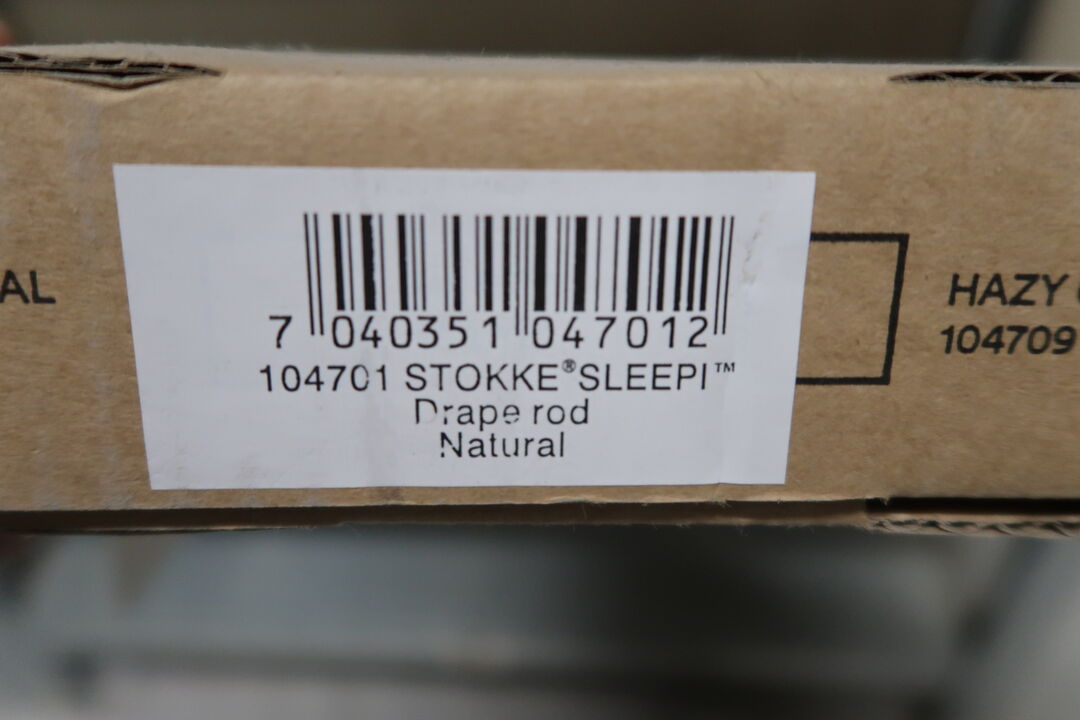 7 040351 047012
104701 STOKKE®SLEEPI™
Drape rod
Natural
AL
HAZY
104709